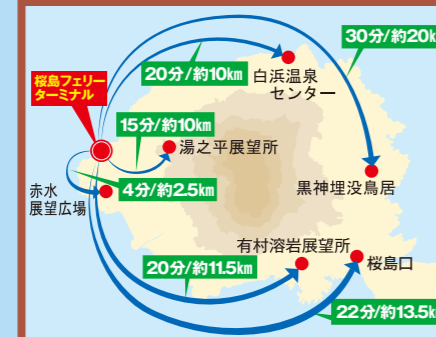 30分/約20k
20分/約10km
白浜温泉
センター
桜島フェリー
ターミナル
15分/約10km
湯之平展望所
黒神埋没鳥居
赤水
展望広場
4分/約2.5km
有村溶岩展望所
桜島口
20分/約11.5km
22分/約13.5k